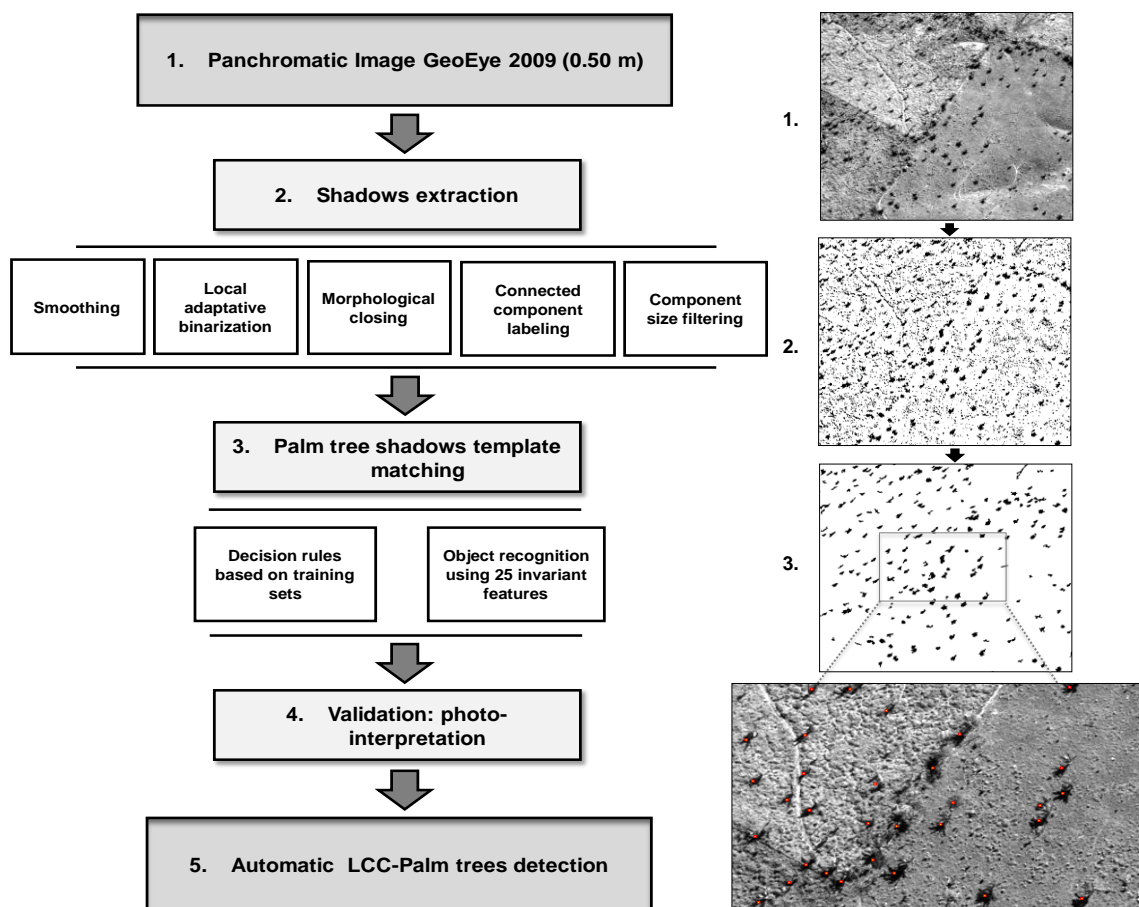 1. Panchromatic Image GeoEye 2009 (0.50 m)
2. Shadows extraction
Smoothing
Local
adaptative
binarization
Morphological
closing
Connected
component
labeling
Component
size filtering
3. Palm tree shadows template
matching
Decision rules
based on training
sets
Object recognition
using 25 invariant
features
4. Validation: photo-
interpretation
5. Automatic LCC-Palm trees detection
1.
2.
3.